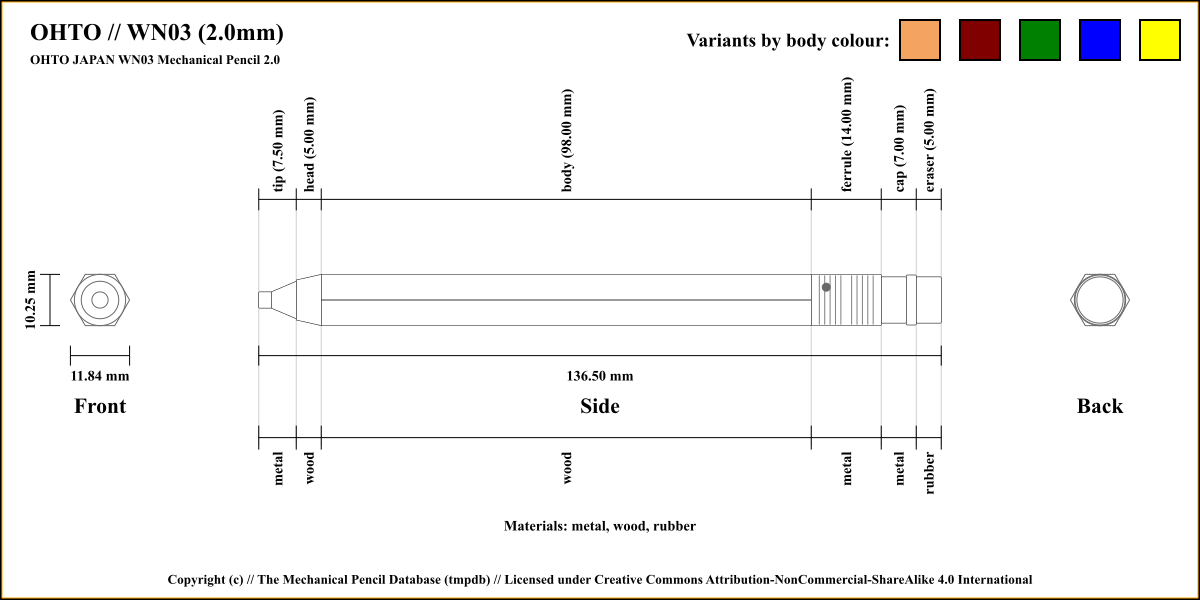 OHTO // WN03 (2.0mm)
OHTO JAPAN WN03 Mechanical Pencil 2.0
Variants by body colour:
tip (7.50 mm)
head (5.00 mm)
body (98.00 mm)
ferrule (14.00 mm)
cap (7.00 mm)
eraser (5.00 mm)
10.25 mm
11.84 mm
136.50 mm
Front
Side
Back
metal
wood
wood
metal
metal
rubber
Materials: metal, wood, rubber
Copyright (c) // The Mechanical Pencil Database (tmpdb) // Licensed under Creative Commons Attribution-NonCommercial-ShareAlike 4.0 International